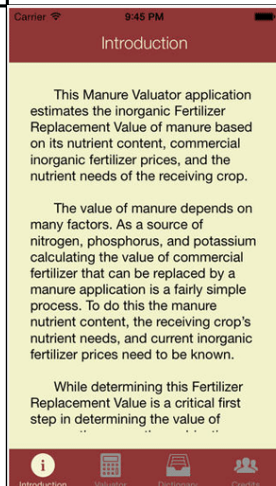 Carrier 9:45 PM
Introduction
This Manure Valuator application
estimates the inorganic Fertilizer
Replacement Value of manure based
on its nutrient content, commercial
inorganic fertilizer prices, and the
nutrient needs of the receiving crop.
The value of manure depends on
many factors. As a source of
nitrogen, phosphorus, and potassium
calculating the value of commercial
fertilizer that can be replaced by a
manure application is a fairly simple
process. To do this the manure
nutrient content, the receiving crop's
nutrient needs, and current inorganic
fertilizer prices need to be known.
While determining this Fertilizer
Replacement Value is a critical first
step in determining the value of
Introduction Valuator Dictionary Credits